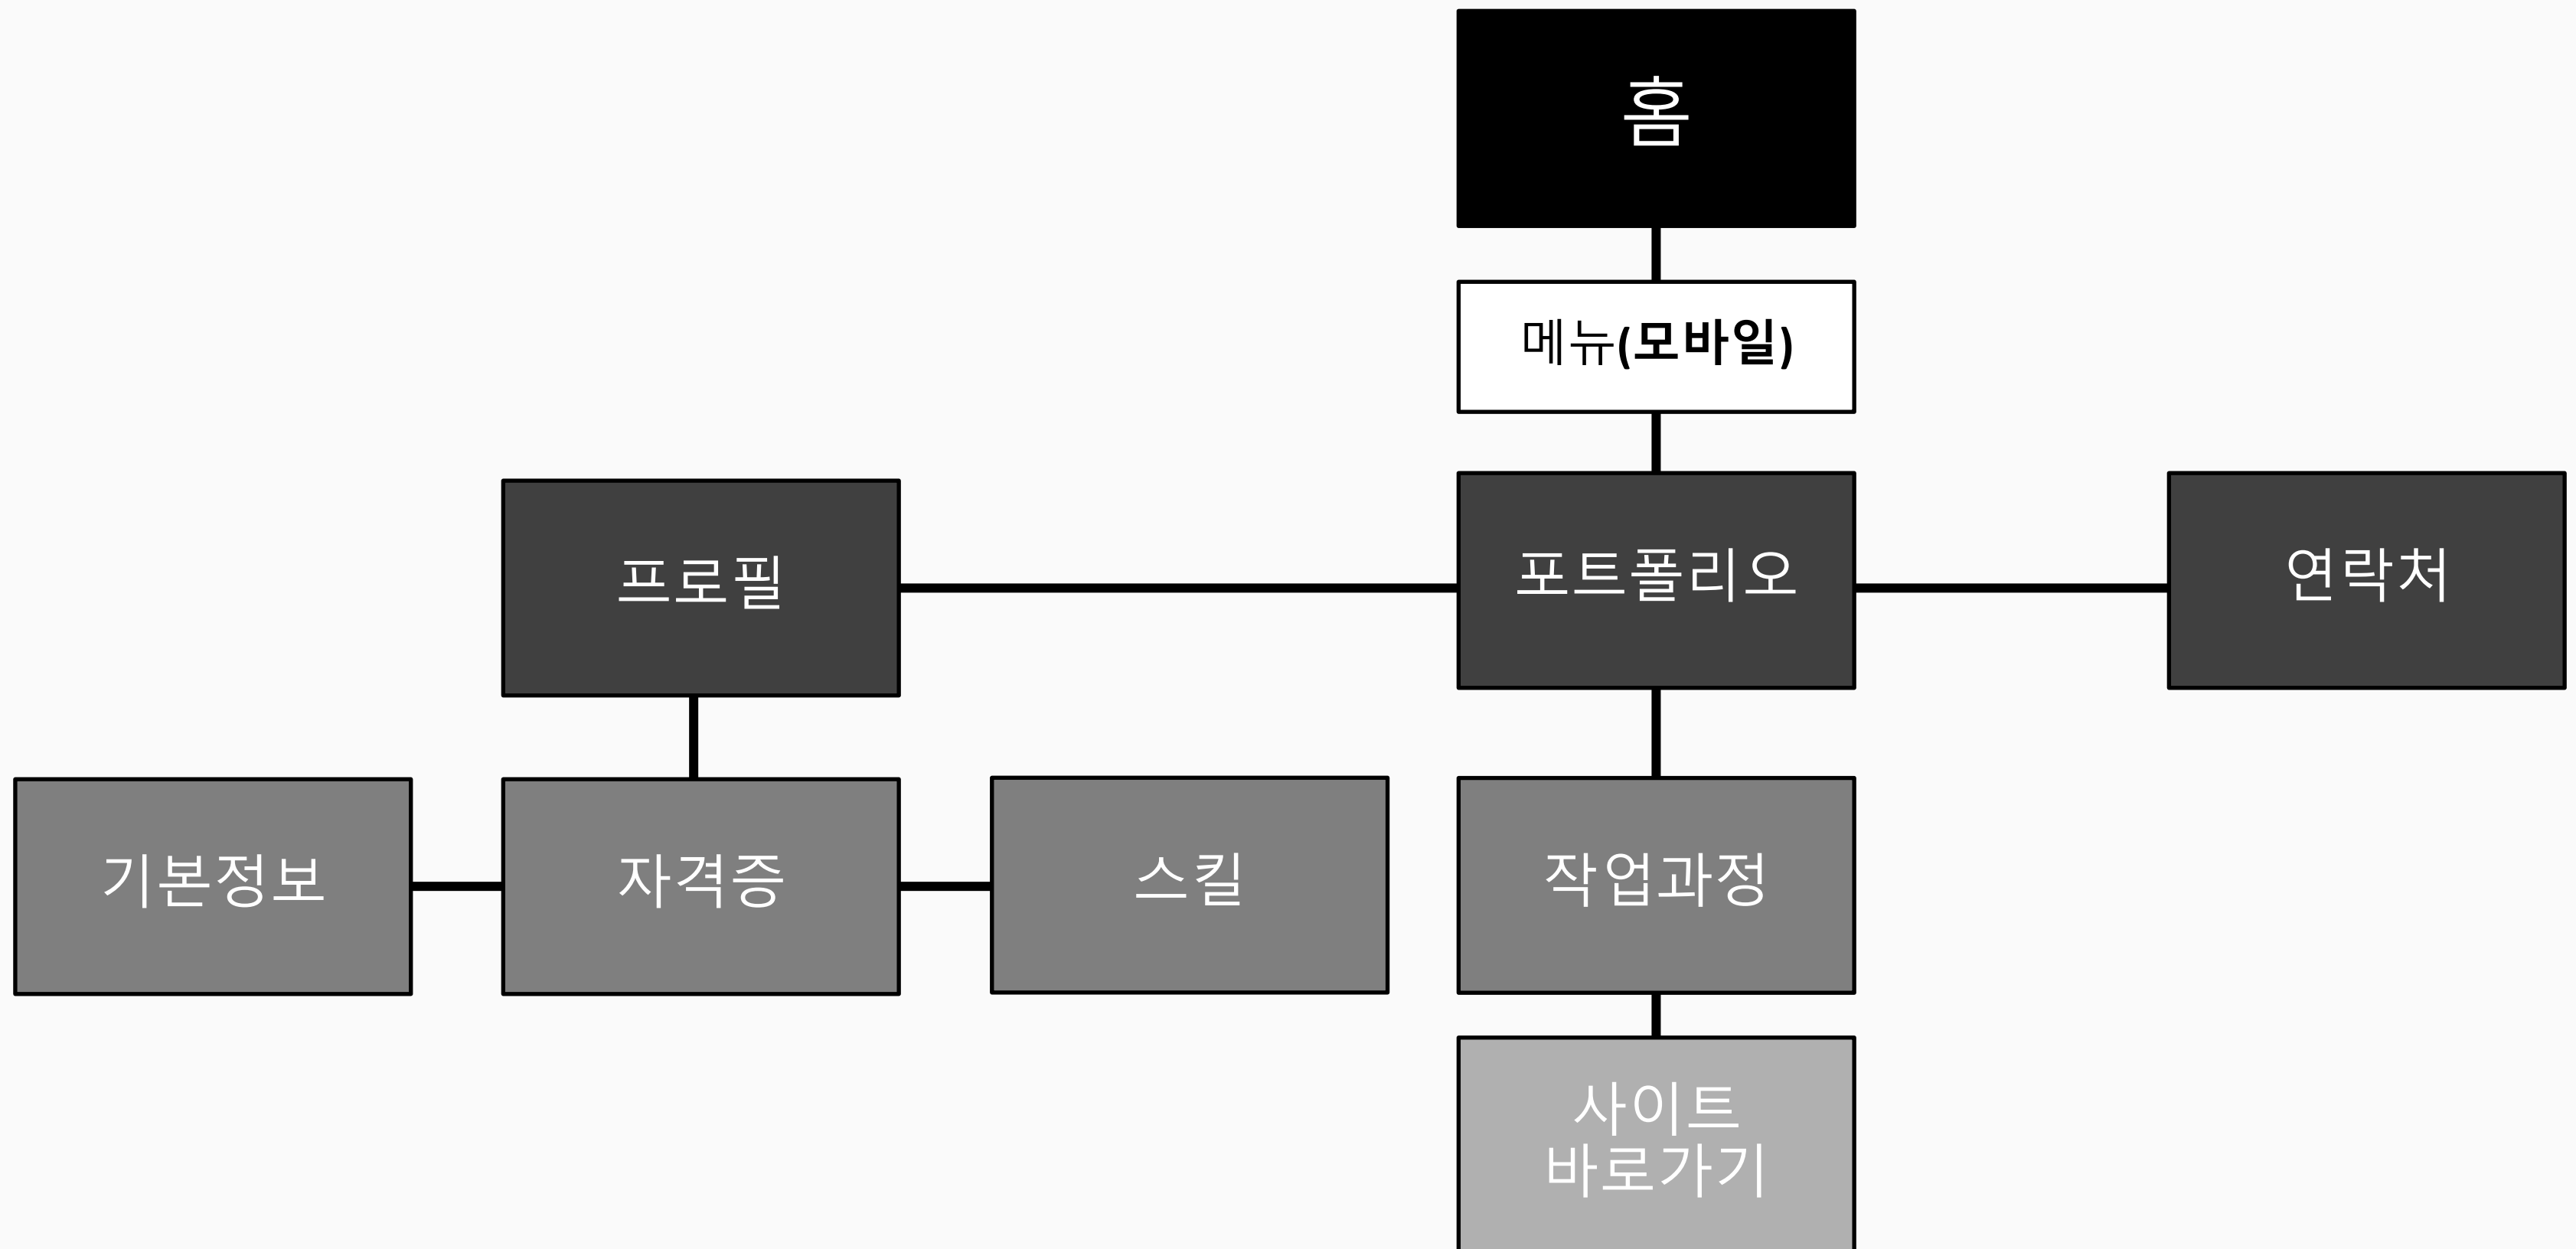 홈
메뉴(모바일)
프로필
포트폴리오
연락처
기본정보
자격증
스킬
작업과정
사이트
바로가기